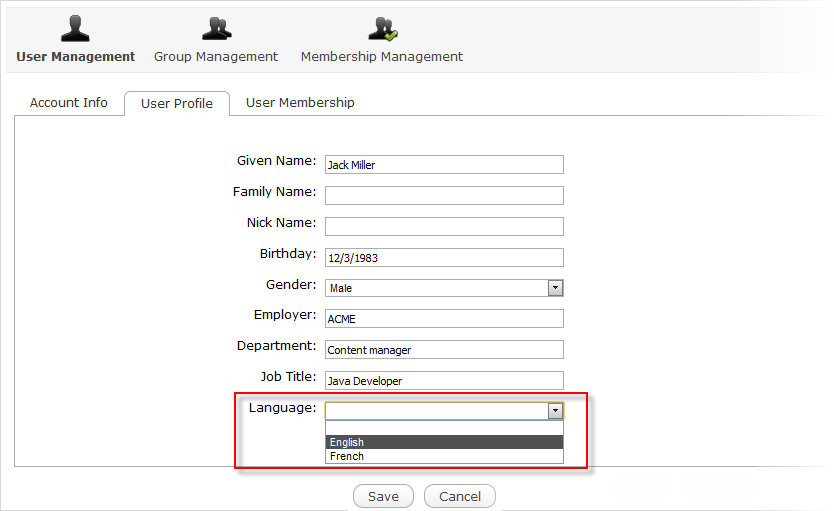 User Management Group Management Membership Management
Account Info User Profile User Membership
Given Name: Jack Miller
Family Name:
Nick Name:
Birthday: 12/3/1983
Gender: Male
Employer: ACME
Department: Content manager
Job Title: Java Developer
Language:
English
French
Save Cancel